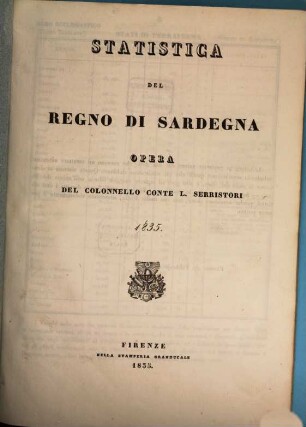 STATISTICA
DEL
REGNO DI SARDEGNA
OPERA
DEL COLONNELLO CONTE L. SERRISTORI
1835.
FIRENZE
NELLA STAMPERIA GRANDUCALE
1835.